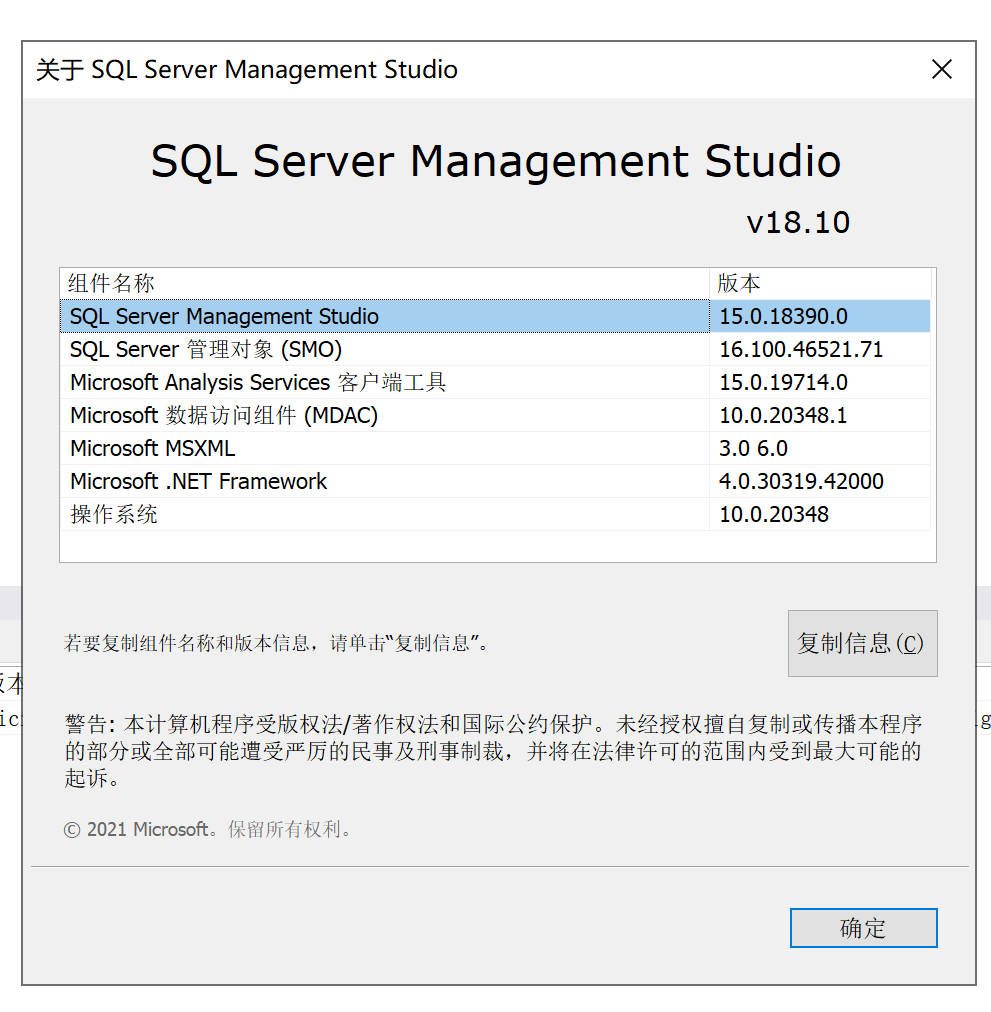 关于 SQL Server Management Studio
SQL Server Management Studio
v18.10
组件名称 版本
SQL Server Management Studio 15.0.18390.0
SQL Server 管理对象 (SMO) 16.100.46521.71
Microsoft Analysis Services 客户端工具 15.0.19714.0
Microsoft 数据访问组件 (MDAC) 10.0.20348.1
Microsoft MSXML 3.0 6.0
Microsoft .NET Framework 4.0.30319.42000
操作系统 10.0.20348
若要复制组件名称和版本信息，请单击“复制信息”。
复制信息(C)
警告: 本计算机程序受版权法/著作权法和国际公约保护。未经授权擅自复制或传播本程序
的部分或全部可能遭受严厉的民事及刑事制裁，并将在法律许可的范围内受到最大可能的
起诉。
© 2021 Microsoft。保留所有权利。
确定